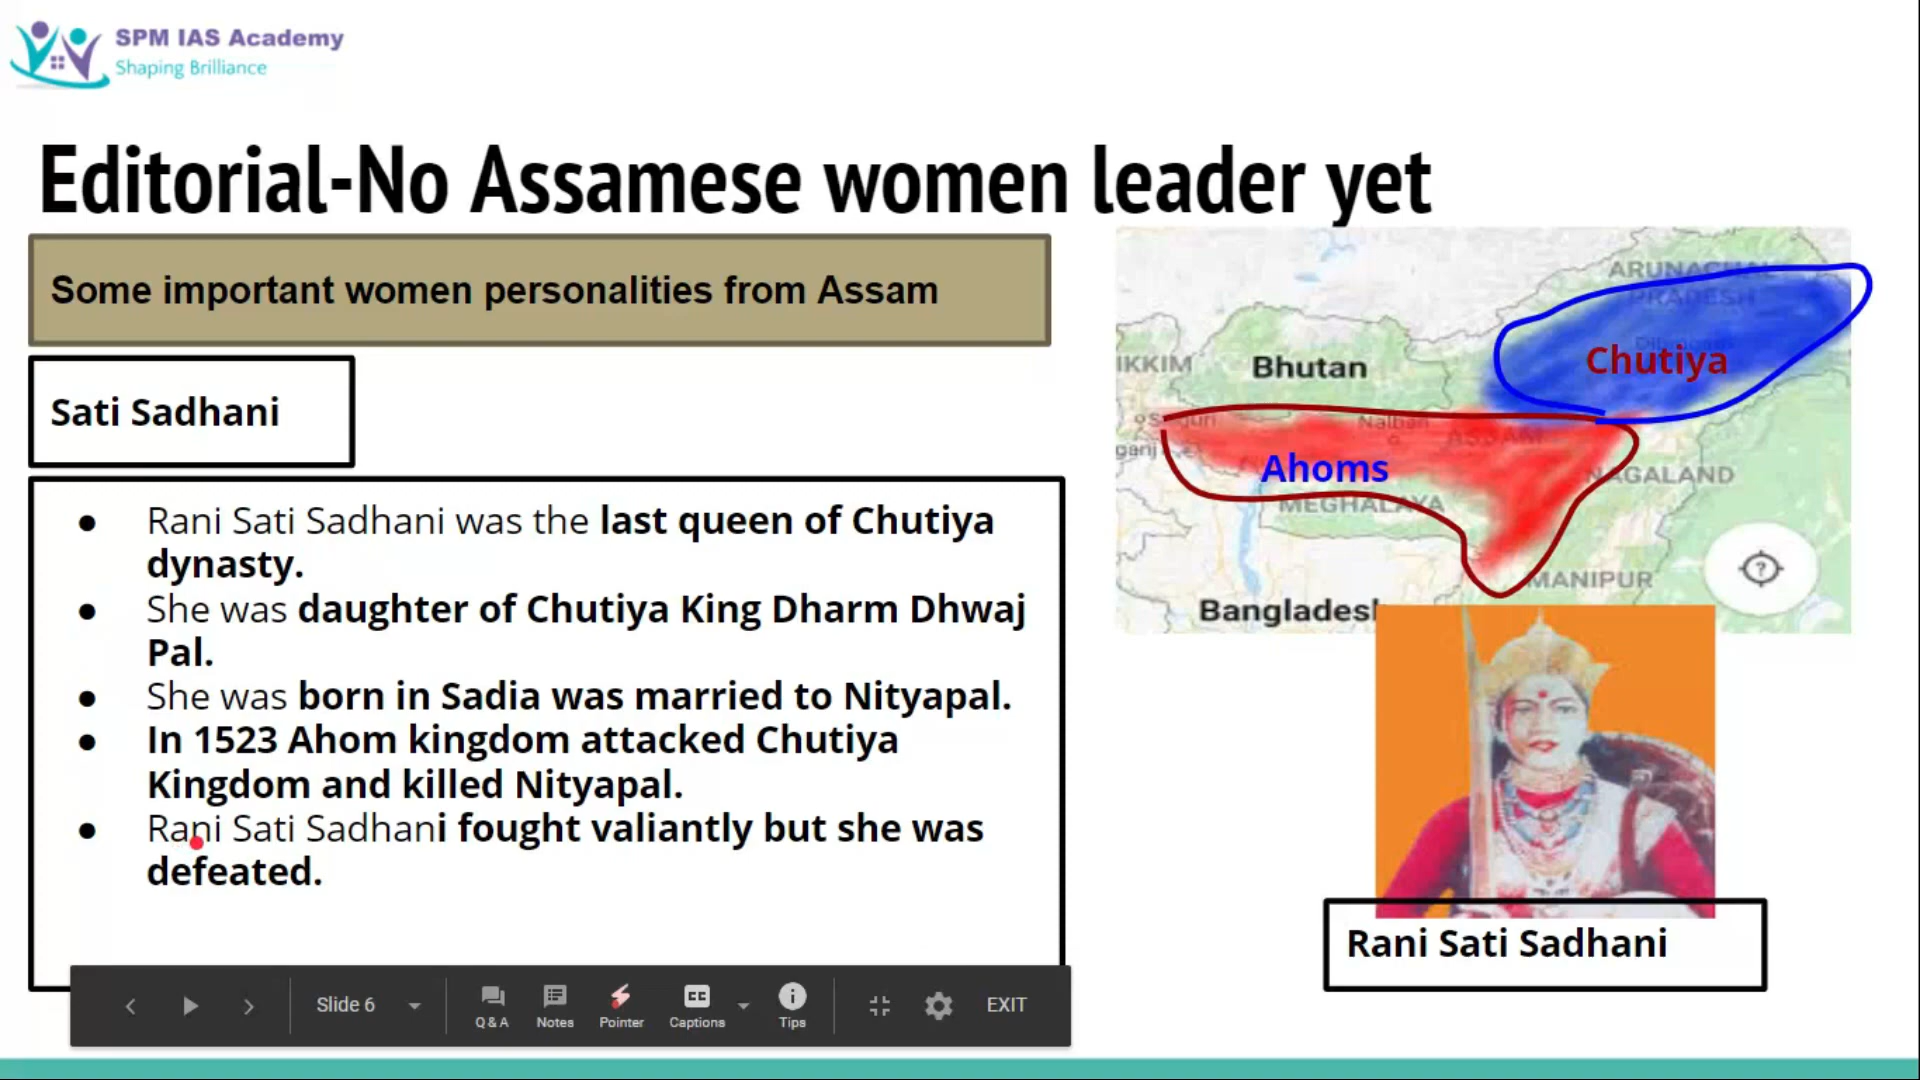 SPM IAS Academy
Shaping Brilliance
Editorial-No Assamese women leader yet
Some important women personalities from Assam
Sati Sadhani
● Rani Sati Sadhani was the last queen of Chutiya
dynasty.
● She was daughter of Chutiya King Dharm Dhwaj
Pal.
● She was born in Sadia was married to Nityapal.
● In 1523 Ahom kingdom attacked Chutiya
Kingdom and killed Nityapal.
● Rani Sati Sadhani fought valiantly but she was
defeated.
ARUNACHAL
PRADESH
IKKIM
Bhutan
Chutiya
Nalbari
ASSAM
Ahoms
NAGALAND
MEGHALAYA
MANIPUR
Bangladesh
Rani Sati Sadhani
Slide 6
Q & A
Notes
Pointer
CC
Captions
Tips
EXIT